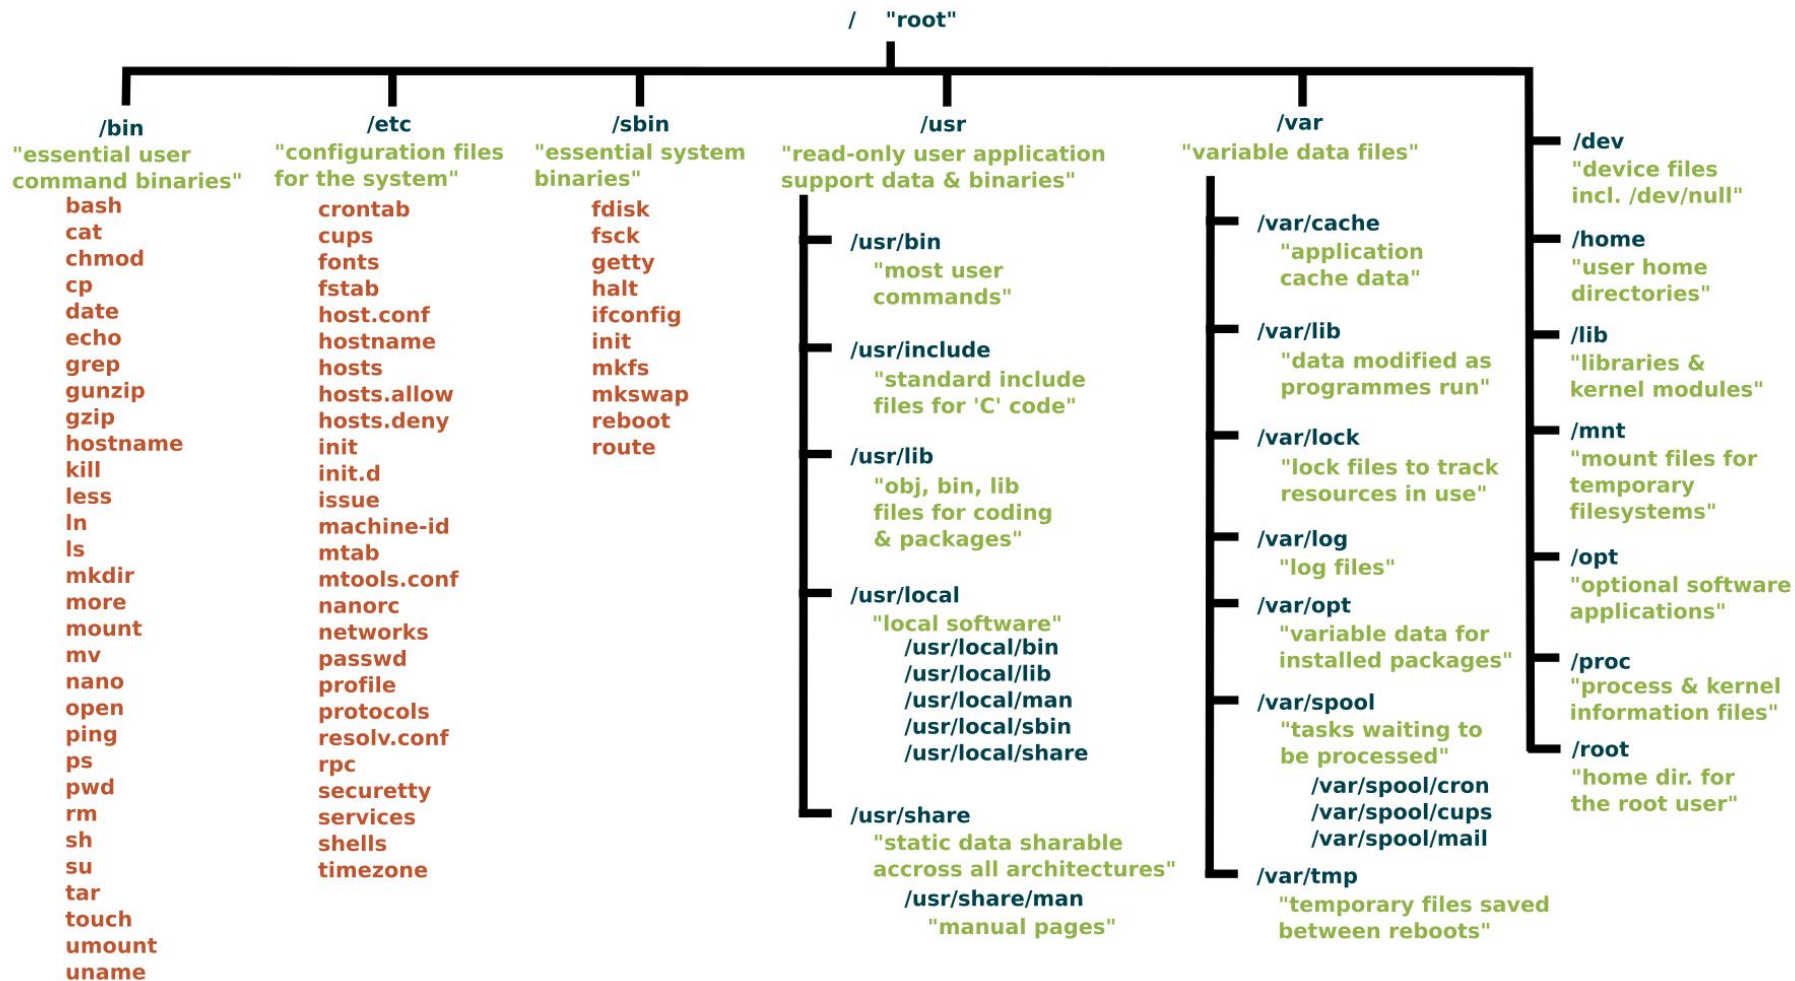 / "root"
/bin
"essential user
command binaries"
bash
cat
chmod
cp
date
echo
grep
gunzip
gzip
hostname
kill
less
ln
ls
mkdir
more
mount
mv
nano
open
ping
ps
pwd
rm
sh
su
tar
touch
umount
uname
/etc
"configuration files
for the system"
crontab
cups
fonts
fstab
host.conf
hostname
hosts
hosts.allow
hosts.deny
init
init.d
issue
machine-id
mtab
mtools.conf
nanorc
networks
passwd
profile
protocols
resolv.conf
rpc
securetty
services
shells
timezone
/sbin
"essential system
binaries"
fdisk
fsck
getty
halt
ifconfig
init
mkfs
mkswap
reboot
route
/usr
"read-only user application
support data & binaries"
/usr/bin
"most user
commands"
/usr/include
"standard include
files for 'C' code"
/usr/lib
"obj, bin, lib
files for coding
& packages"
/usr/local
"local software"
/usr/local/bin
/usr/local/lib
/usr/local/man
/usr/local/sbin
/usr/local/share
/usr/share
"static data sharable
accross all architectures"
/usr/share/man
"manual pages"
/var
"variable data files"
/var/cache
"application
cache data"
/var/lib
"data modified as
programmes run"
/var/lock
"lock files to track
resources in use"
/var/log
"log files"
/var/opt
"variable data for
installed packages"
/var/spool
"tasks waiting to
be processed"
/var/spool/cron
/var/spool/cups
/var/spool/mail
/var/tmp
"temporary files saved
between reboots"
/dev
"device files
incl. /dev/null"
/home
"user home
directories"
/lib
"libraries &
kernel modules"
/mnt
"mount files for
temporary
filesystems"
/opt
"optional software
applications"
/proc
"process & kernel
information files"
/root
"home dir. for
the root user"